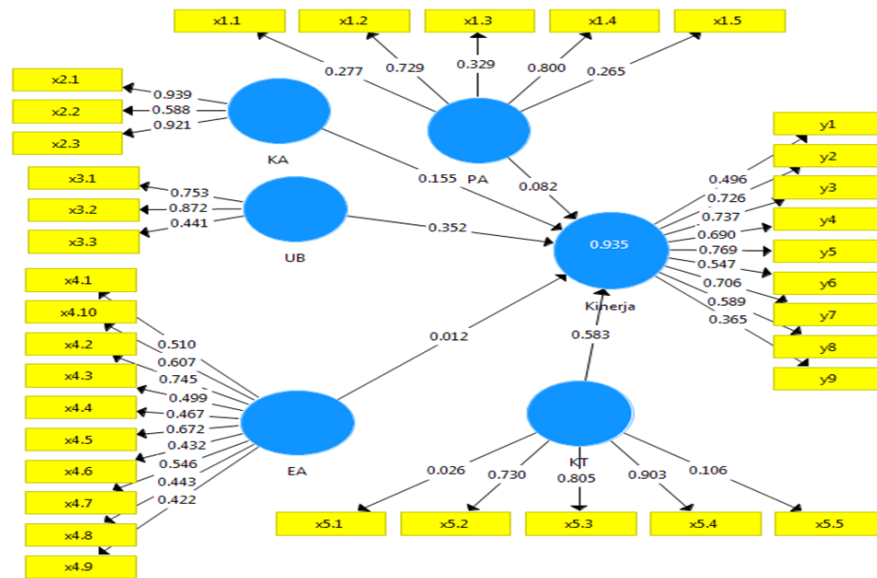 x1.1 x1.2 x1.3 x1.4 x1.5
0.277 0.729 0.329 0.800 0.265
PA
0.082
x2.1
x2.2
x2.3
0.939
0.588
0.921
KA
0.155
x3.1
x3.2
x3.3
0.753
0.872
0.441
UB
0.352
x4.1
x4.10
x4.2
x4.3
x4.4
x4.5
x4.6
x4.7
x4.8
x4.9
0.510
0.607
0.745
0.499
0.467
0.672
0.432
0.546
0.443
0.422
EA
0.012
0.935
Kinerja
0.583
y1
y2
y3
y4
y5
y6
y7
y8
y9
0.496
0.726
0.737
0.690
0.769
0.547
0.706
0.589
0.365
KT
0.026 0.730 0.805 0.903 0.106
x5.1 x5.2 x5.3 x5.4 x5.5